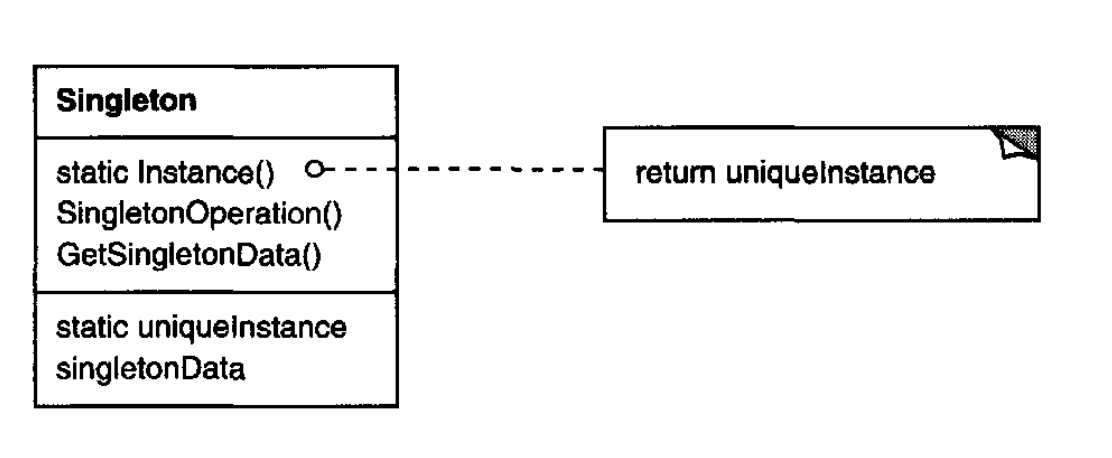 Singleton
static Instance()
SingletonOperation()
GetSingletonData()
static uniqueInstance
singletonData
return uniqueInstance